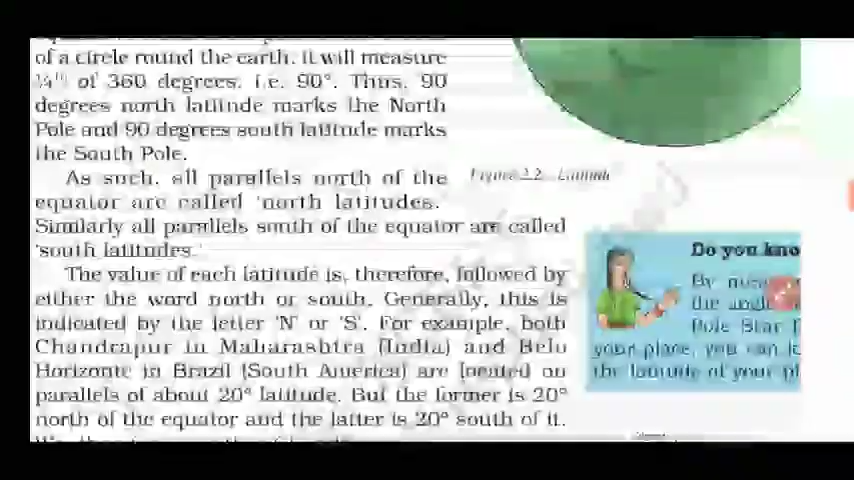 of a circle round the earth, it will measure
¼th of 360 degrees, i.e. 90°. Thus, 90
degrees north latitude marks the North
Pole and 90 degrees south latitude marks
the South Pole.
As such, all parallels north of the
equator are called 'north latitudes.
Similarly all parallels south of the equator are called
'south latitudes.'
The value of each latitude is, therefore, followed by
either the word north or south. Generally, this is
indicated by the letter 'N' or 'S'. For example, both
Chandrapur in Maharashtra (India) and Belo
Horizonte in Brazil (South America) are located on
parallels of about 20° latitude. But the former is 20°
north of the equator and the latter is 20° south of it.
Figure 2.2 : Latitude
Do you kno
By
the angle
Pole Star
your place, you can
the latitude of your pl